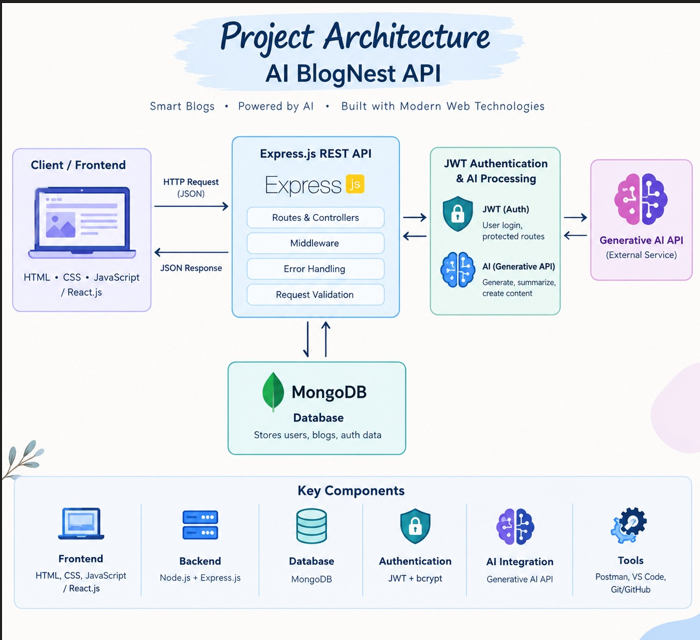 Project Architecture
AI BlogNest API
Smart Blogs • Powered by AI • Built with Modern Web Technologies
Client / Frontend
HTML • CSS • JavaScript
/ React.js
HTTP Request
(JSON)
JSON Response
Express.js REST API
Express js
Routes & Controllers
Middleware
Error Handling
Request Validation
JWT Authentication
& AI Processing
JWT (Auth)
User login,
protected routes
AI (Generative API)
Generate, summarize,
create content
Generative AI API
(External Service)
MongoDB
Database
Stores users, blogs, auth data
Key Components
Frontend
HTML, CSS, JavaScript
/ React.js
Backend
Node.js + Express.js
Database
MongoDB
Authentication
JWT + bcrypt
AI Integration
Generative AI API
Tools
Postman, VS Code,
Git/GitHub